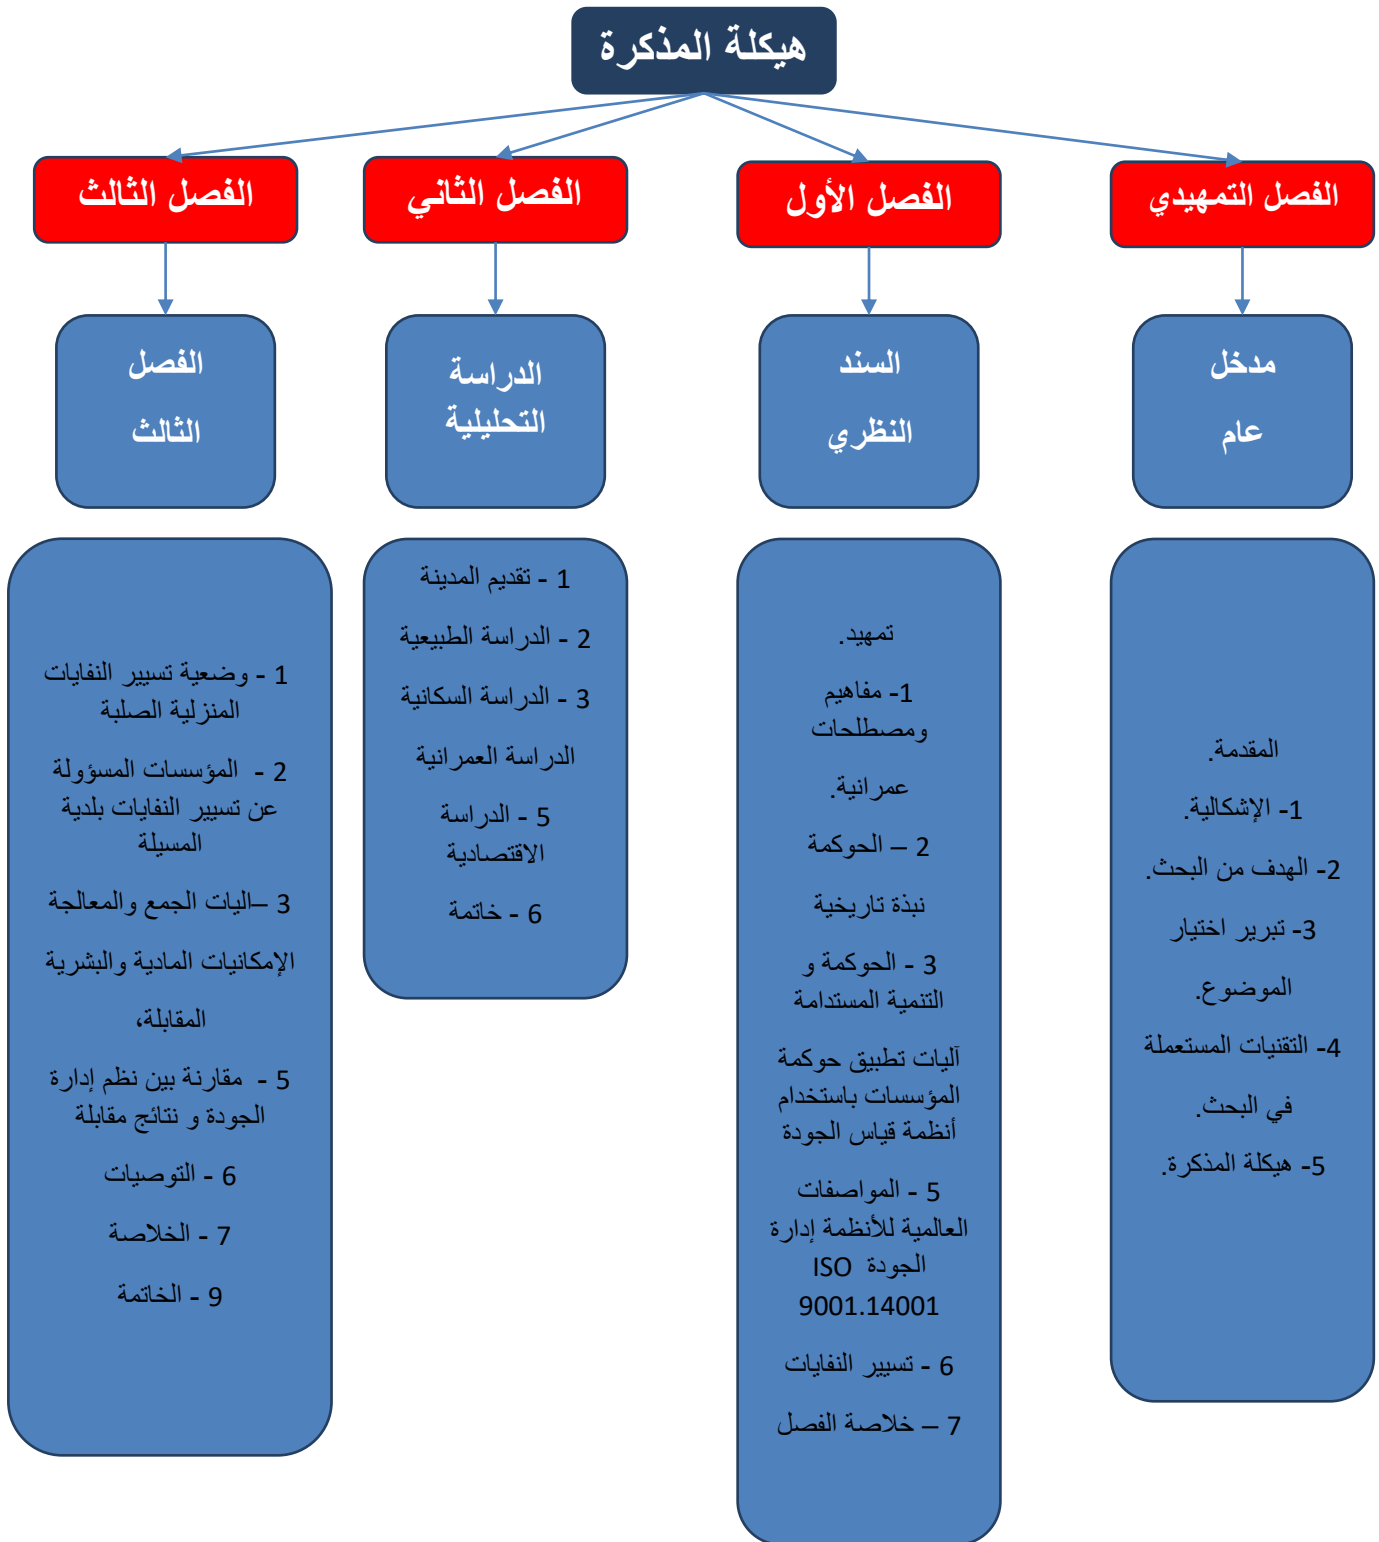 هيكلة المذكرة
الفصل التمهيدي
الفصل الأول
الفصل الثاني
الفصل الثالث
مدخل
عام
السند
النظري
الدراسة
التحليلية
الفصل
الثالث
المقدمة.
1- الإشكالية.
2- الهدف من البحث.
3- تبرير اختيار
الموضوع.
4- التقنيات المستعملة
في البحث.
5- هيكلة المذكرة.
تمهيد.
1- مفاهيم
ومصطلحات
عمرانية.
2 – الحوكمة
نبذة تاريخية
3 - الحوكمة و
التنمية المستدامة
آليات تطبيق حوكمة
المؤسسات باستخدام
أنظمة قياس الجودة
5 - المواصفات
العالمية للأنظمة إدارة
الجودة ISO
9001.14001
6 - تسيير النفايات
7 – خلاصة الفصل
1 - تقديم المدينة
2 - الدراسة الطبيعية
3 - الدراسة السكانية
الدراسة العمرانية
5 - الدراسة
الاقتصادية
6 - خاتمة
1 - وضعية تسيير النفايات
المنزلية الصلبة
2 - المؤسسات المسؤولة
عن تسيير النفايات بلدية
المسيلة
3 –اليات الجمع والمعالجة
الإمكانيات المادية والبشرية
المقابلة،
5 - مقارنة بين نظم إدارة
الجودة و نتائج مقابلة
6 - التوصيات
7 - الخلاصة
9 - الخاتمة